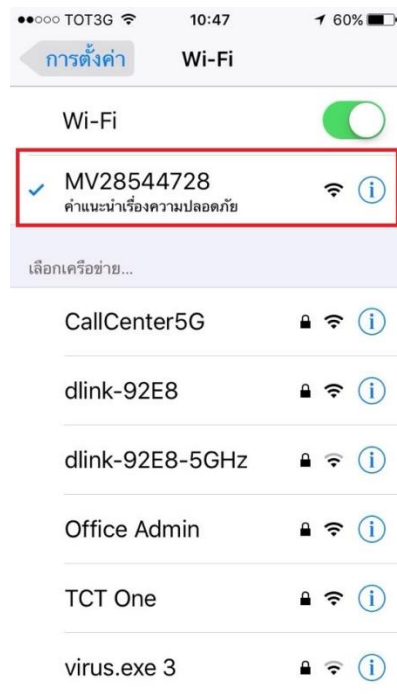 TOT3G 10:47 60%
การตั้งค่า Wi-Fi
Wi-Fi
MV28544728
คำแนะนำเรื่องความปลอดภัย
เลือกเครือข่าย...
CallCenter5G
dlink-92E8
dlink-92E8-5GHz
Office Admin
TCT One
virus.exe 3